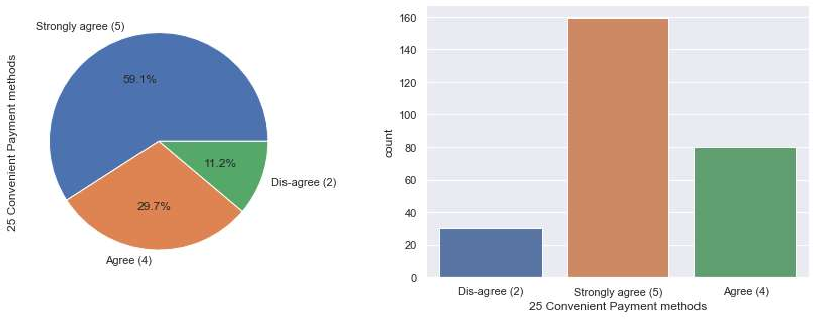 Strongly agree (5)
59.1%
25 Convenient Payment methods
11.2%
Dis-agree (2)
29.7%
Agree (4)
160
140
120
100
80
60
40
20
0
count
Dis-agree (2) Strongly agree (5) Agree (4)
25 Convenient Payment methods